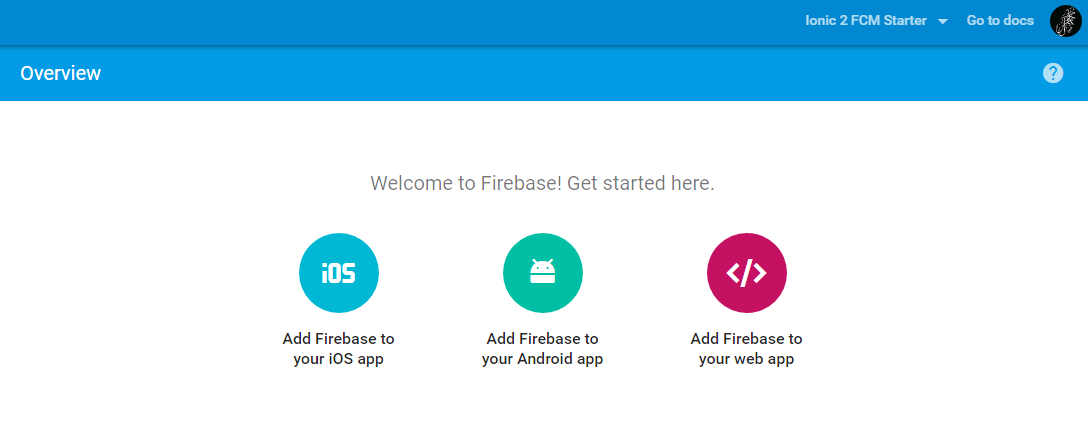 Ionic 2 FCM Starter Go to docs
Overview ?
Welcome to Firebase! Get started here.
iOS </>
Add Firebase to your iOS app
Add Firebase to your Android app
Add Firebase to your web app